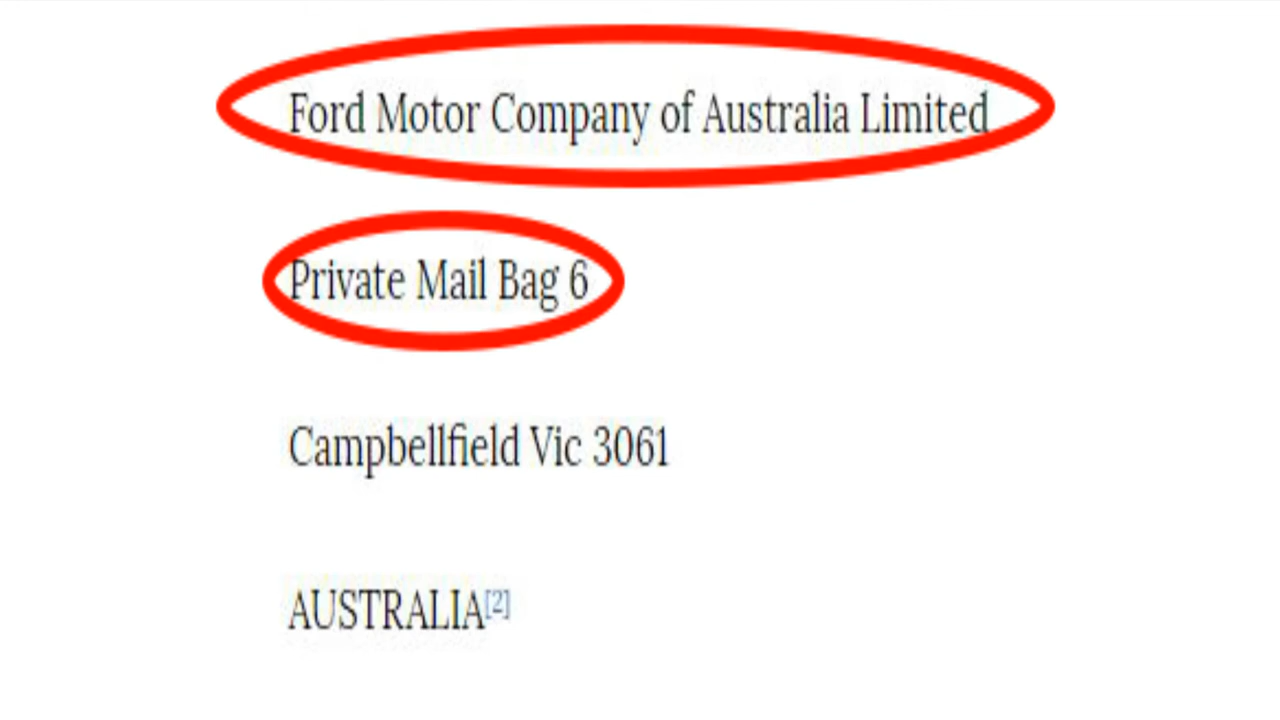 Ford Motor Company of Australia Limited
Private Mail Bag 6
Campbellfield Vic 3061
AUSTRALIA[2]